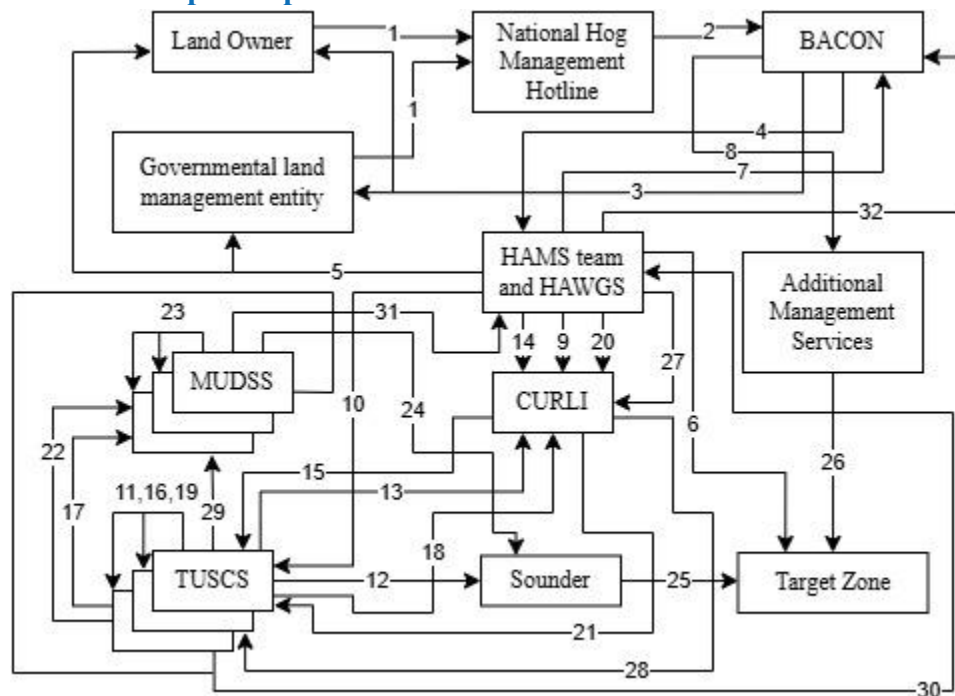 Land Owner
1
National Hog
Management
Hotline
2
BACON
1
4
8
7
Governmental land
management entity
3
32
5
HAMS team
and HAWGS
Additional
Management
Services
23
31
14
9
20
27
MUDSS
10
24
CURLI
6
22
17
15
26
11,16,19
29
13
18
TUSCS
12
Sounder
25
Target Zone
21
28
30